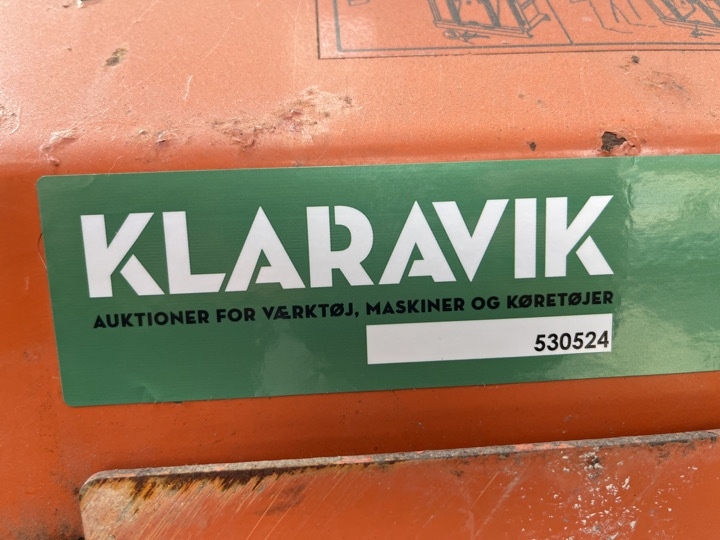 KLARAVIK
AUKTIONER FOR VÆRKTØJ, MASKINER OG KØRETØJER
530524